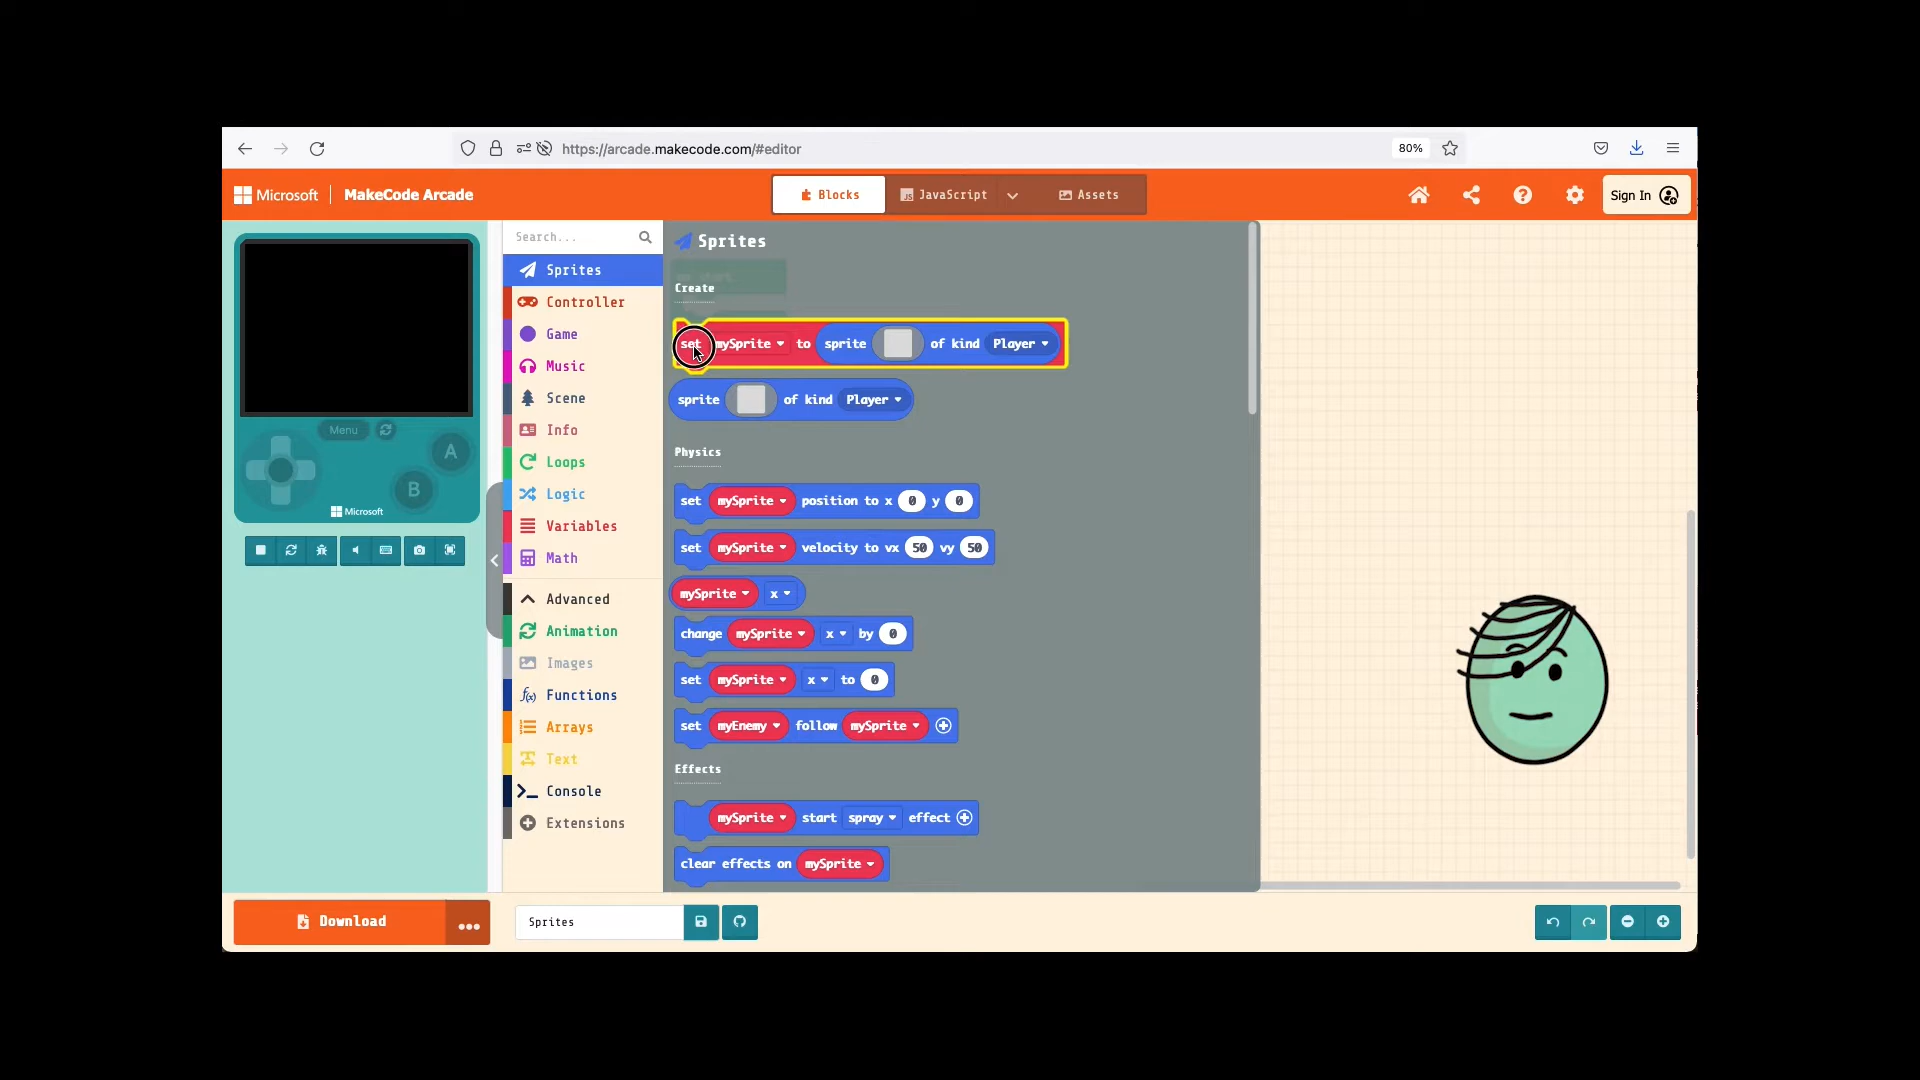 https://arcade.makecode.com/#editor
80%
Microsoft | MakeCode Arcade
Blocks
JavaScript
Assets
Sign In
Menu
A
B
Microsoft
Search...
Sprites
Controller
Game
Music
Scene
Info
Loops
Logic
Variables
Math
Advanced
Animation
Images
Functions
Arrays
Text
Console
Extensions
Sprites
Create
set mySprite to sprite of kind Player
sprite of kind Player
Physics
set mySprite position to x 0 y 0
set mySprite velocity to vx 50 vy 50
mySprite x
change mySprite x by 0
set mySprite x to 0
set myEnemy follow mySprite
Effects
mySprite start spray effect
clear effects on mySprite
Download
Sprites